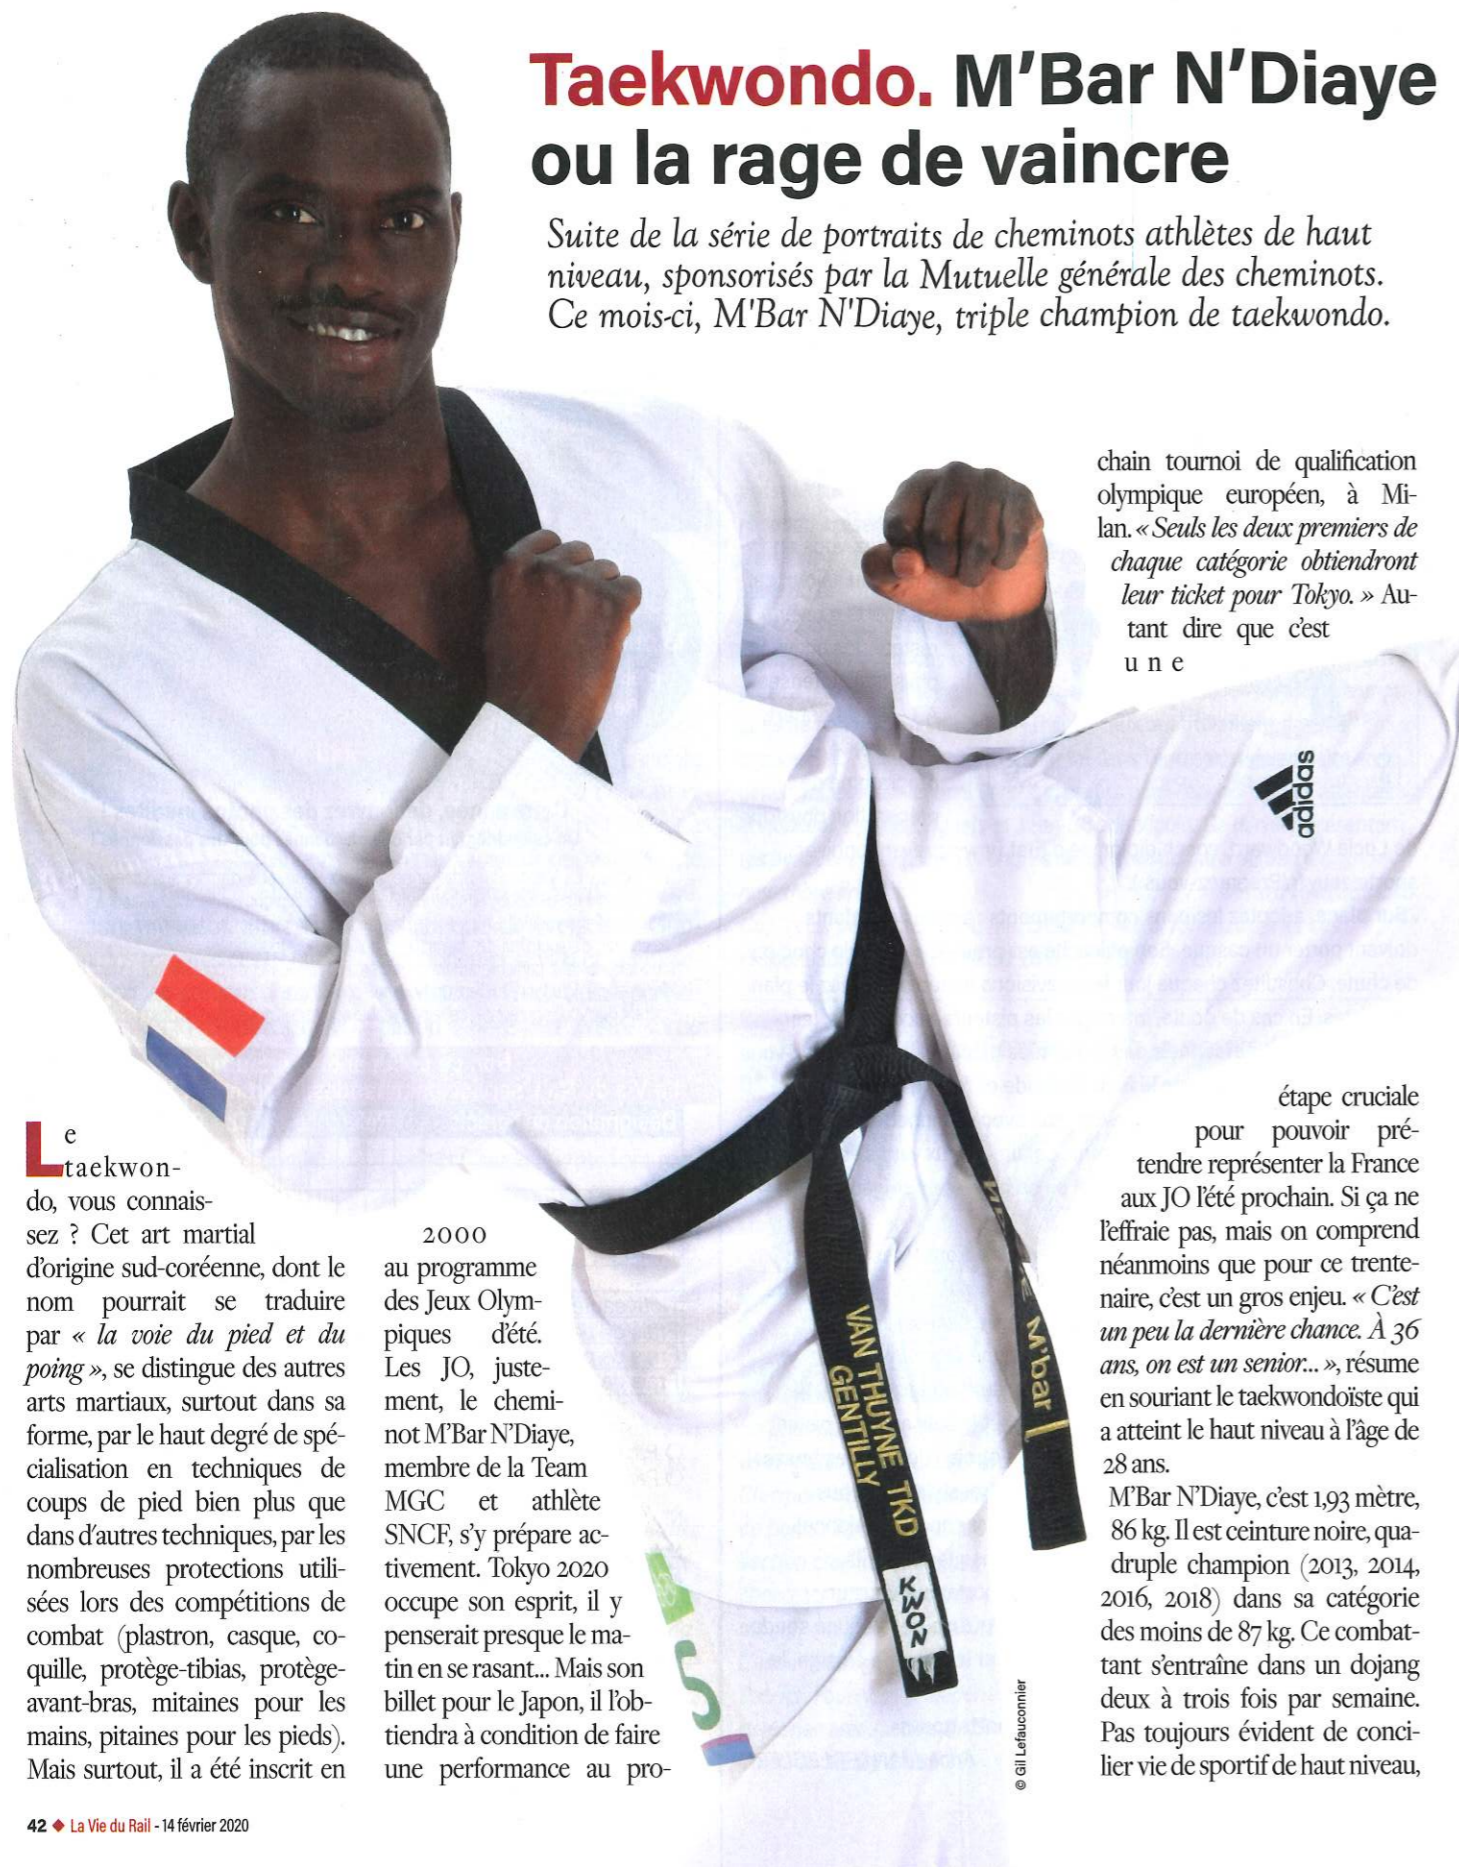 Taekwondo. M'Bar N'Diaye
ou la rage de vaincre
Suite de la série de portraits de cheminots athlètes de haut
niveau, sponsorisés par la Mutuelle générale des cheminots.
Ce mois-ci, M'Bar N'Diaye, triple champion de taekwondo.
Le
taekwon-
do, vous connais-
sez ? Cet art martial
d'origine sud-coréenne, dont le
nom pourrait se traduire
par « la voie du pied et du
poing », se distingue des autres
arts martiaux, surtout dans sa
forme, par le haut degré de spé-
cialisation en techniques de
coups de pied bien plus que
dans d'autres techniques, par les
nombreuses protections utili-
sées lors des compétitions de
combat (plastron, casque, co-
quille, protège-tibias, protège-
avant-bras, mitaines pour les
mains, pitaines pour les pieds).
Mais surtout, il a été inscrit en
2000
au programme
des Jeux Olym-
piques d'été.
Les JO, juste-
ment, le chemi-
not M'Bar N'Diaye,
membre de la Team
MGC et athlète
SNCF, s'y prépare ac-
tivement. Tokyo 2020
occupe son esprit, il y
penserait presque le ma-
tin en se rasant... Mais son
billet pour le Japon, il l'ob-
tiendra à condition de faire
une performance au pro-
chain tournoi de qualification
olympique européen, à Mi-
lan. « Seuls les deux premiers de
chaque catégorie obtiendront
leur ticket pour Tokyo. » Au-
tant dire que c'est
une
étape cruciale
pour pouvoir pré-
tendre représenter la France
aux JO l'été prochain. Si ça ne
l'effraie pas, mais on comprend
néanmoins que pour ce trente-
naire, c'est un gros enjeu. « C'est
un peu la dernière chance. À 36
ans, on est un senior... », résume
en souriant le taekwondoïste qui
a atteint le haut niveau à l'âge de
28 ans.
M'Bar N'Diaye, c'est 1,93 mètre,
86 kg. Il est ceinture noire, qua-
druple champion (2013, 2014,
2016, 2018) dans sa catégorie
des moins de 87 kg. Ce combat-
tant s'entraîne dans un dojang
deux à trois fois par semaine.
Pas toujours évident de conci-
lier vie de sportif de haut niveau,
adidas
VAN THUYNE TKD
GENTILLY
M'bar
KWON
5
© Gil Lefauconnier
42 ◆ La Vie du Rail - 14 février 2020